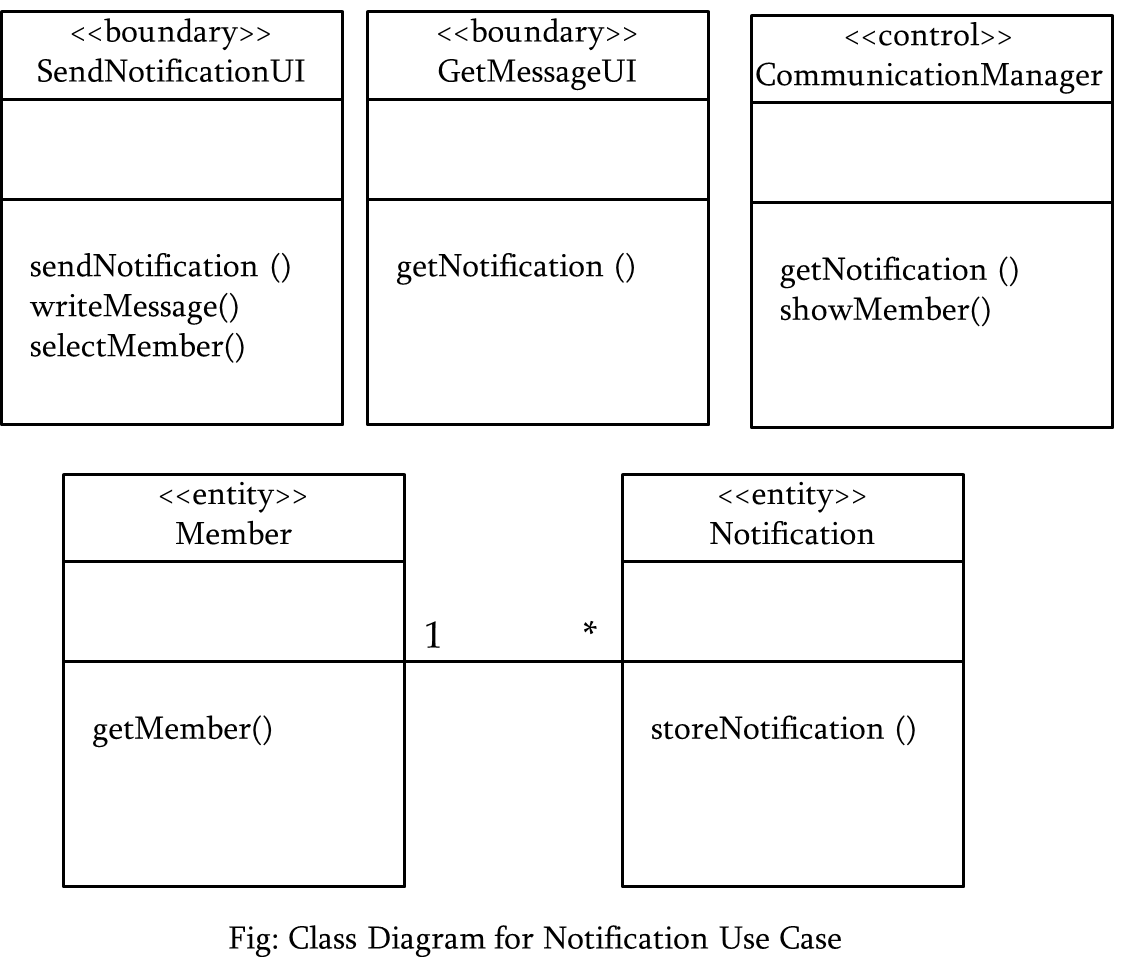 <<boundary>>
SendNotificationUI
sendNotification ()
writeMessage()
selectMember()
<<boundary>>
GetMessageUI
getNotification ()
<<control>>
CommunicationManager
getNotification ()
showMember()
<<entity>>
Member
getMember()
1
*
<<entity>>
Notification
storeNotification ()
Fig: Class Diagram for Notification Use Case